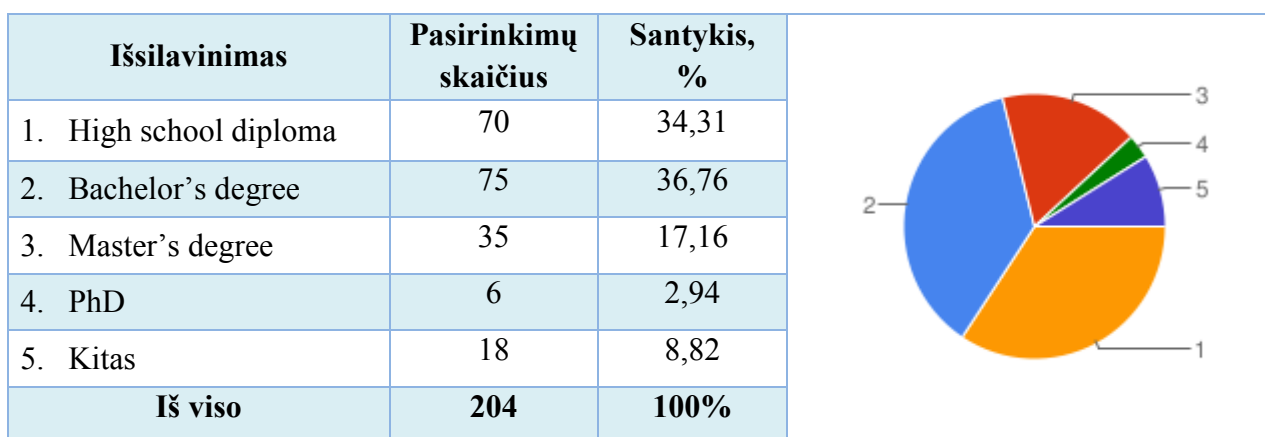 Išsilavinimas Pasirinkimų skaičius Santykis, %
1. High school diploma 70 34,31
2. Bachelor’s degree 75 36,76
3. Master’s degree 35 17,16
4. PhD 6 2,94
5. Kitas 18 8,82
Iš viso 204 100%
3
4
5
2
1